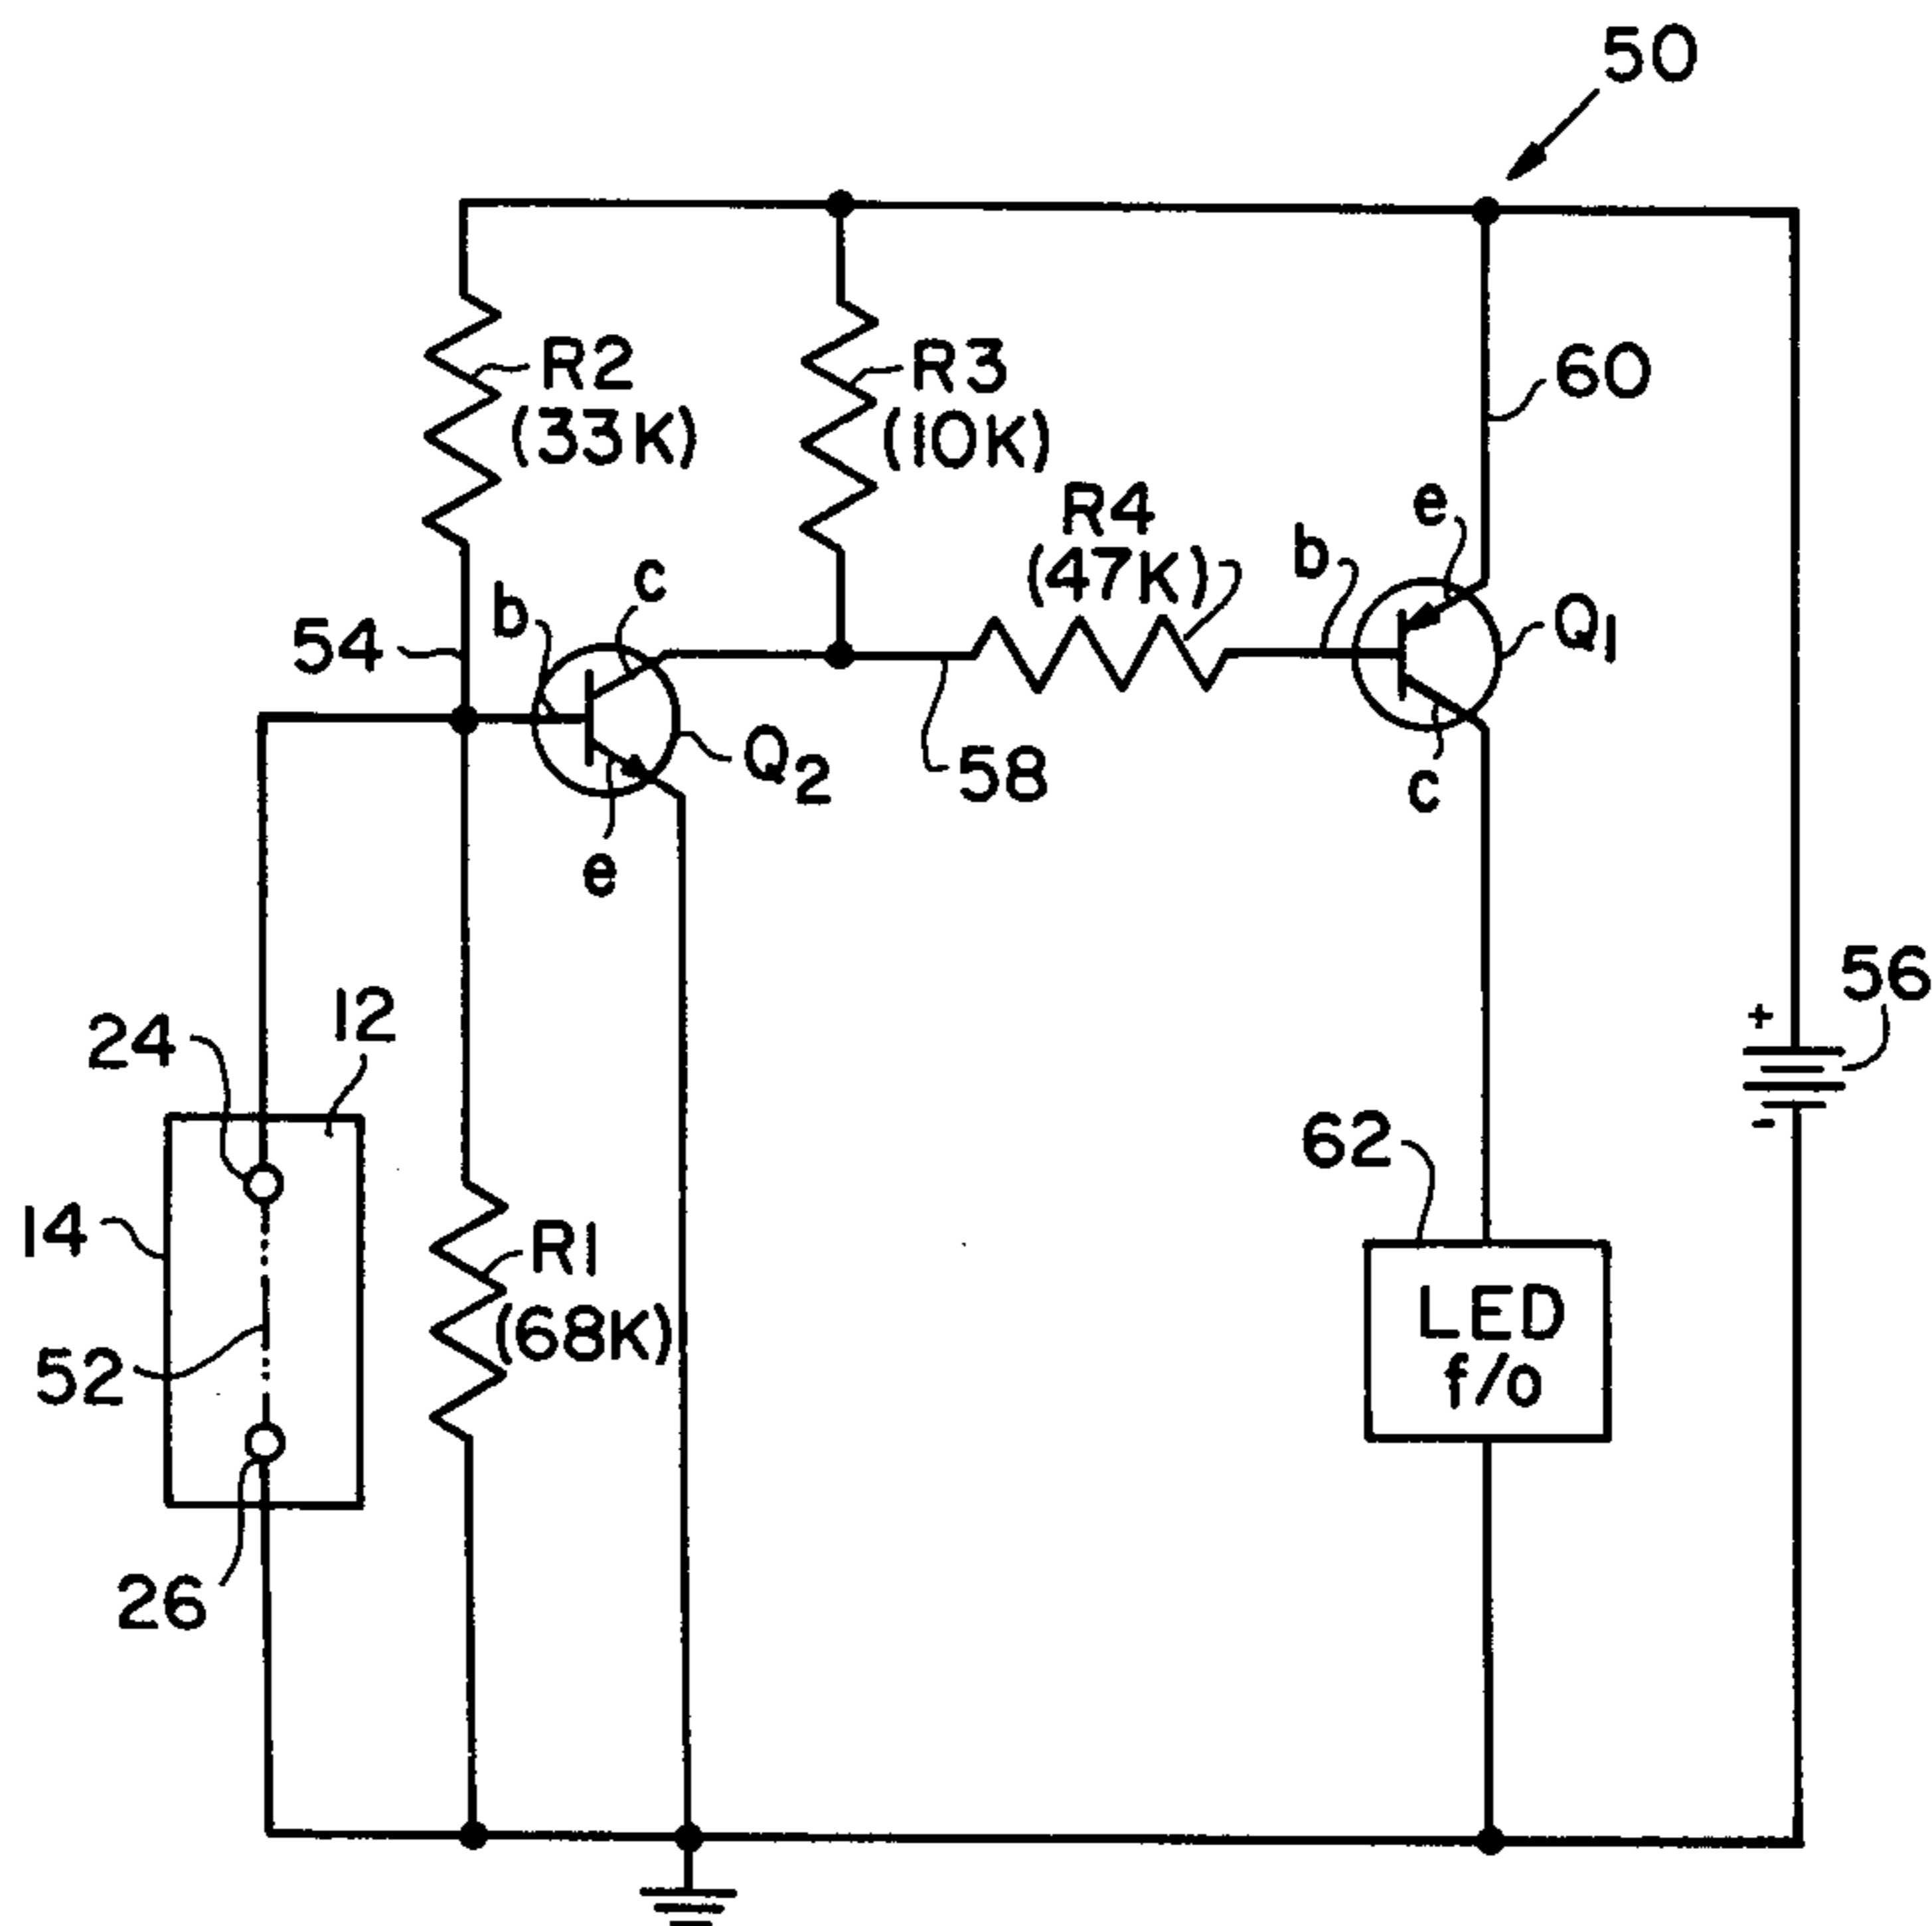 50
R2
(33K)
R3
(10K)
60
R4
(47K)
e
b
c
b
54
Q1
Q2
58
c
e
56
+
-
12
24
62
14
R1
(68K)
LED
f/o
52
26